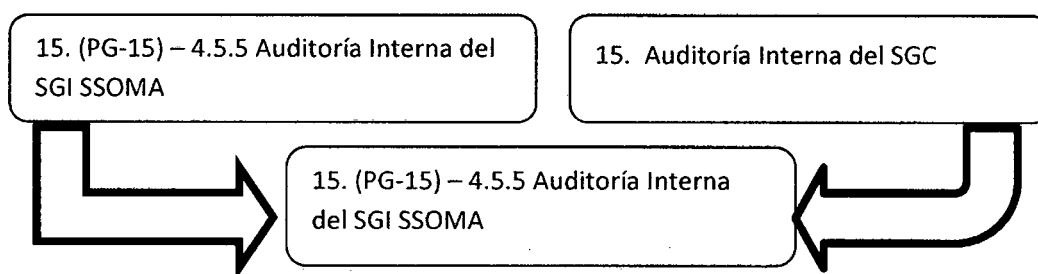 15. (PG-15) – 4.5.5 Auditoría Interna del
SGI SSOMA
15. Auditoría Interna del SGC
15. (PG-15) – 4.5.5 Auditoría Interna
del SGI SSOMA